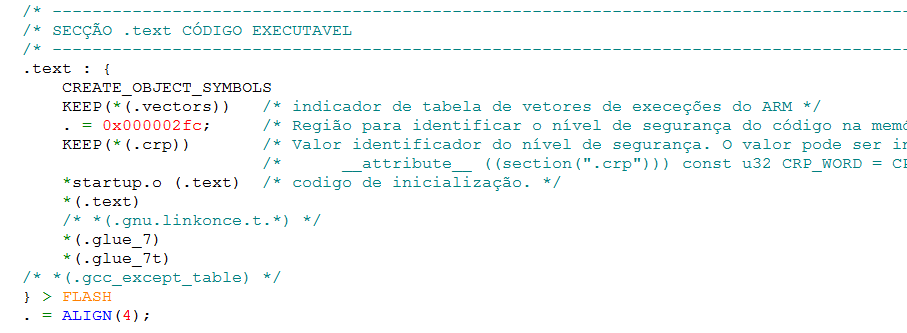 /* -----------------------------------------------------------------------------------
/* SECÇÃO .text CÓDIGO EXECUTAVEL
/* -----------------------------------------------------------------------------------
.text : {
    CREATE_OBJECT_SYMBOLS
    KEEP(*(.vectors))   /* indicador de tabela de vetores de execeções do ARM */
    . = 0x000002fc;     /* Região para identificar o nível de segurança do código na
    KEEP(*(.crp))       /* Valor identificador do nível de segurança. O valor pode ser
                        /*      __attribute__ ((section(".crp"))) const u32 CRP_WORD =
    *startup.o (.text)  /* codigo de inicialização. */
    *(.text)
    /* *(.gnu.linkonce.t.*) */
    *(.glue_7)
    *(.glue_7t)
/* *(.gcc_except_table) */
} > FLASH
. = ALIGN(4);